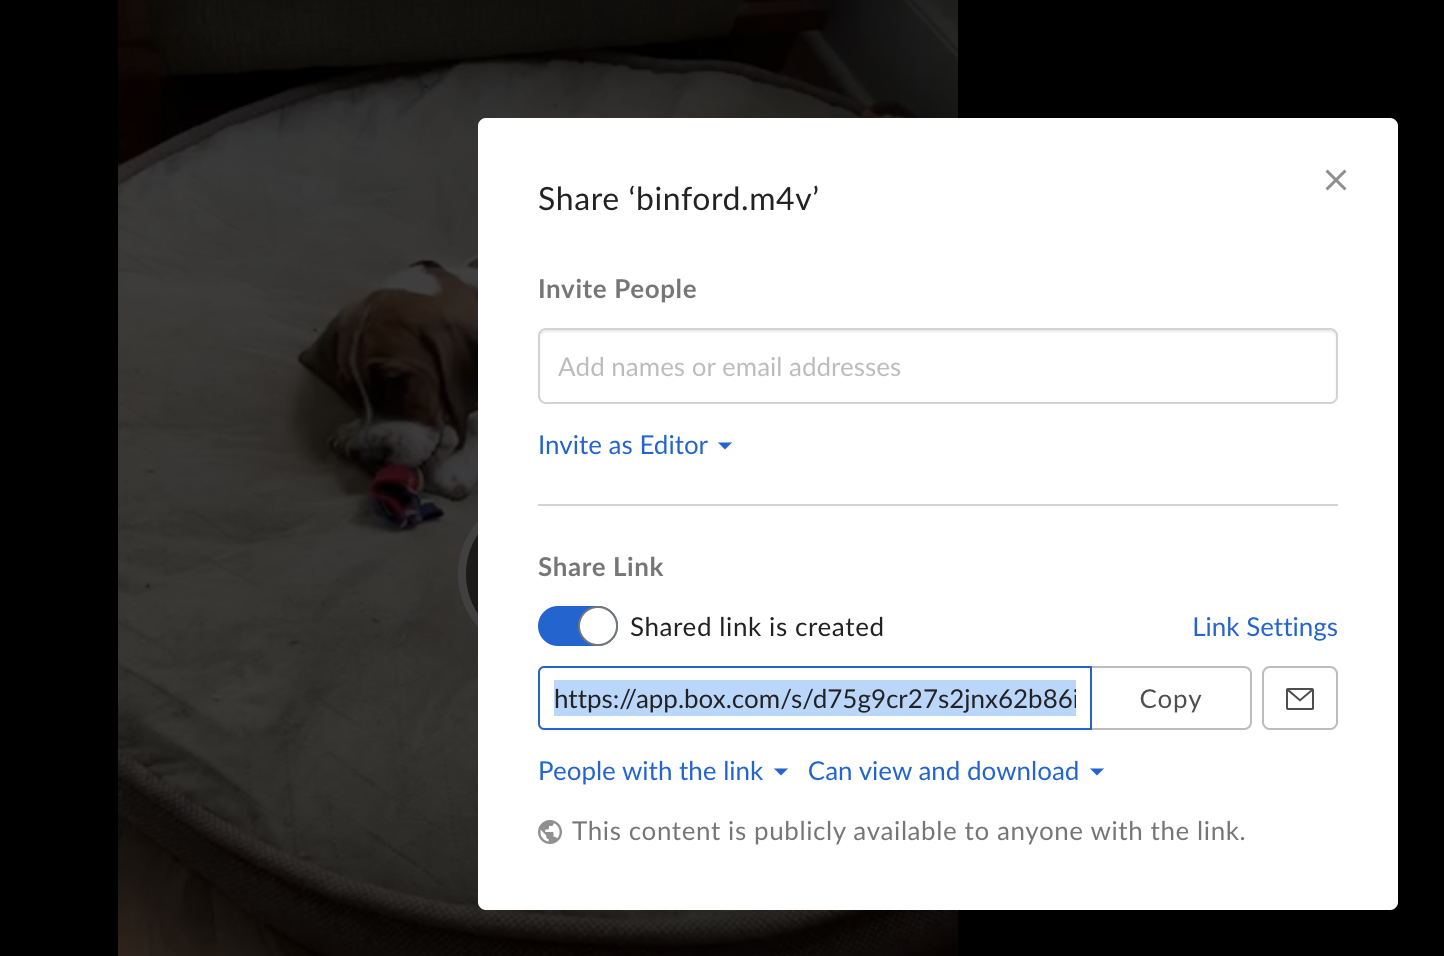 Share ‘binford.m4v’
Invite People
Add names or email addresses
Invite as Editor
Share Link
Shared link is created
Link Settings
https://app.box.com/s/d75g9cr27s2jnx62b86i
Copy
People with the link
Can view and download
This content is publicly available to anyone with the link.